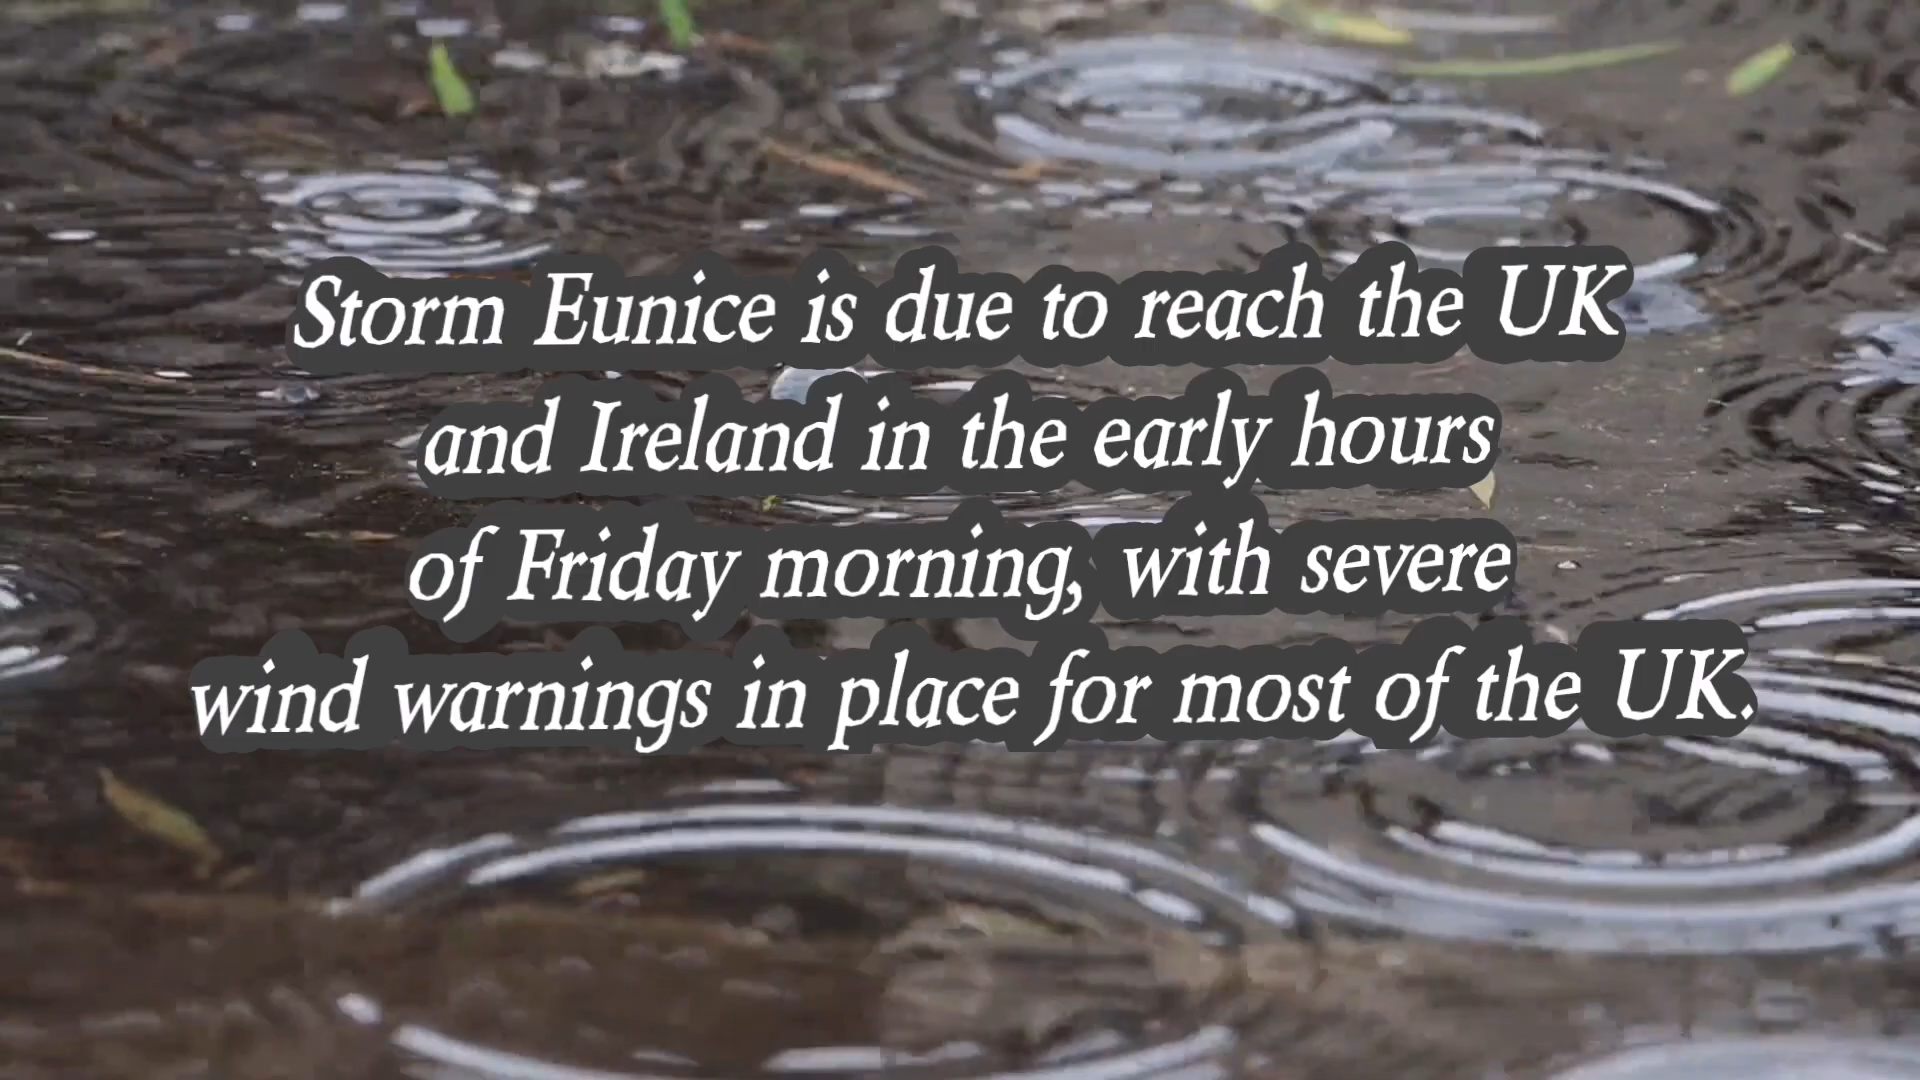 Storm Eunice is due to reach the UK
and Ireland in the early hours
of Friday morning, with severe
wind warnings in place for most of the UK.